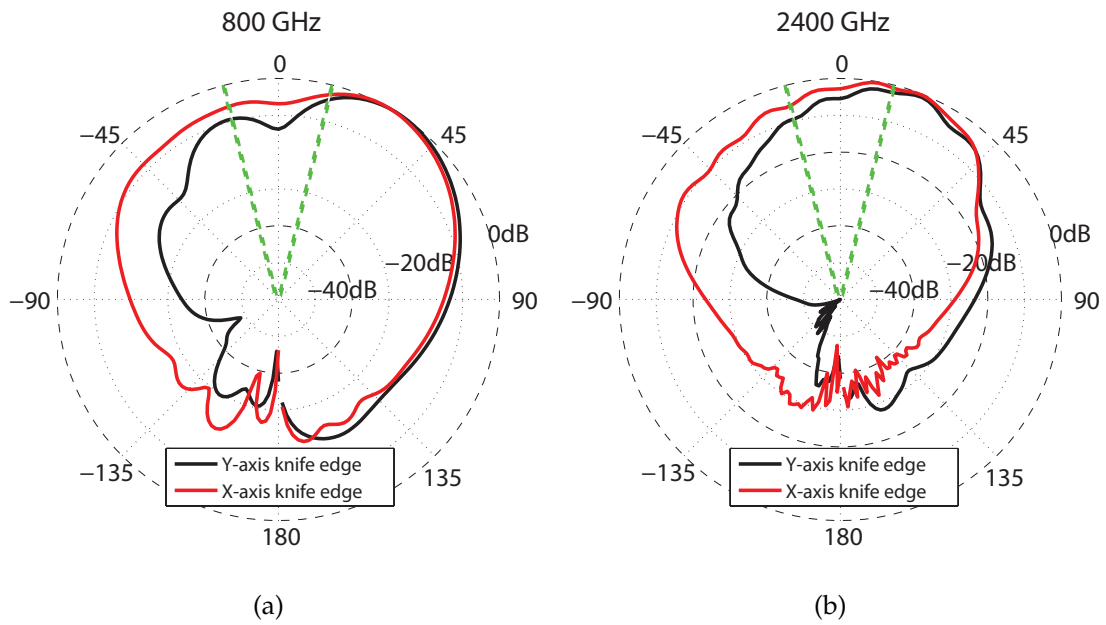 800 GHz
0
−45
45
0dB
−20dB
−40dB
−90
90
−135
135
Y-axis knife edge
X-axis knife edge
180
(a)
2400 GHz
0
−45
45
0dB
−20dB
−40dB
−90
90
−135
135
Y-axis knife edge
X-axis knife edge
180
(b)